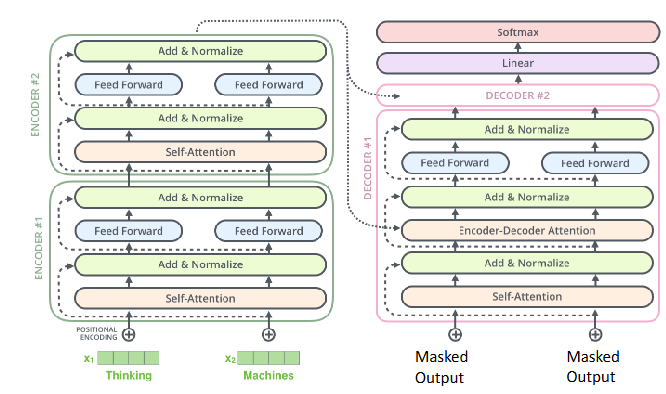 ENCODER #2
Add & Normalize
Feed Forward
Feed Forward
Add & Normalize
Self-Attention
ENCODER #1
Add & Normalize
Feed Forward
Feed Forward
Add & Normalize
Self-Attention
POSITIONAL
ENCODING
x₁
x₂
Thinking
Machines
Softmax
Linear
DECODER #2
DECODER #1
Add & Normalize
Feed Forward
Feed Forward
Add & Normalize
Encoder-Decoder Attention
Add & Normalize
Self-Attention
Masked
Output
Masked
Output